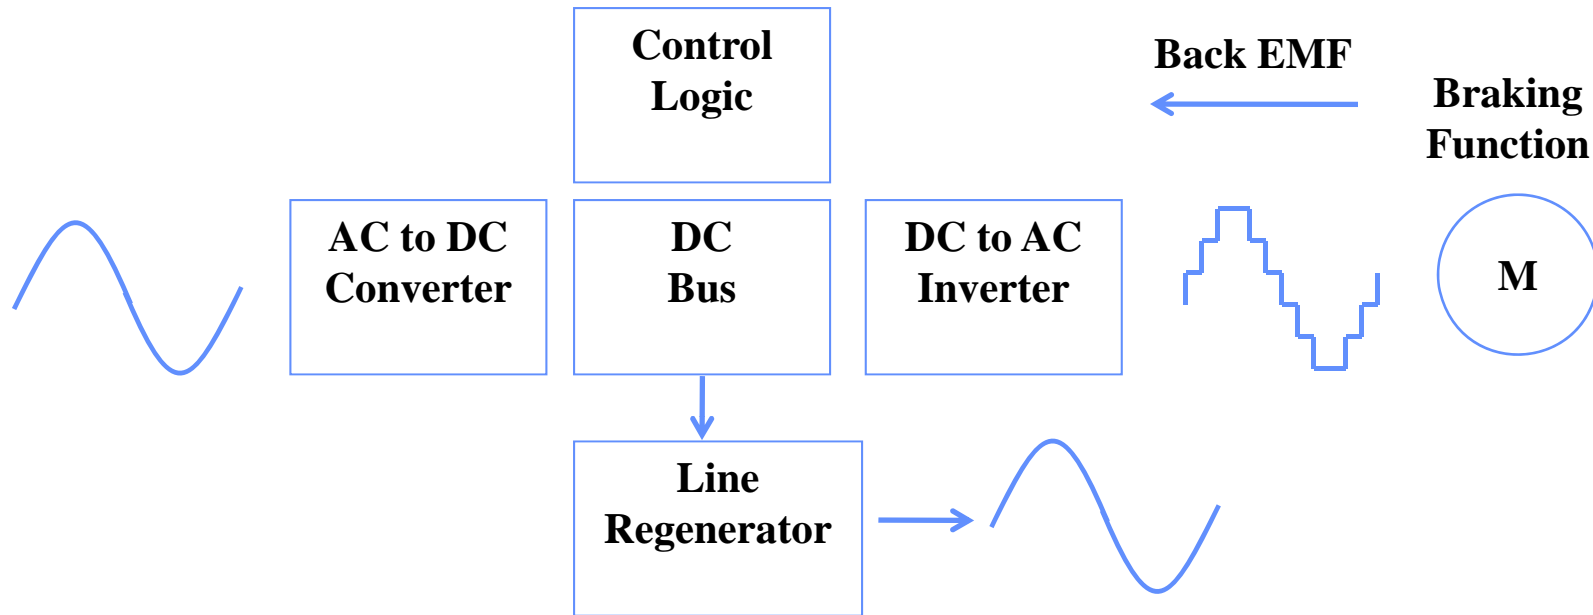 Control
Logic
Back EMF
Braking
Function
AC to DC
Converter
DC
Bus
DC to AC
Inverter
M
Line
Regenerator